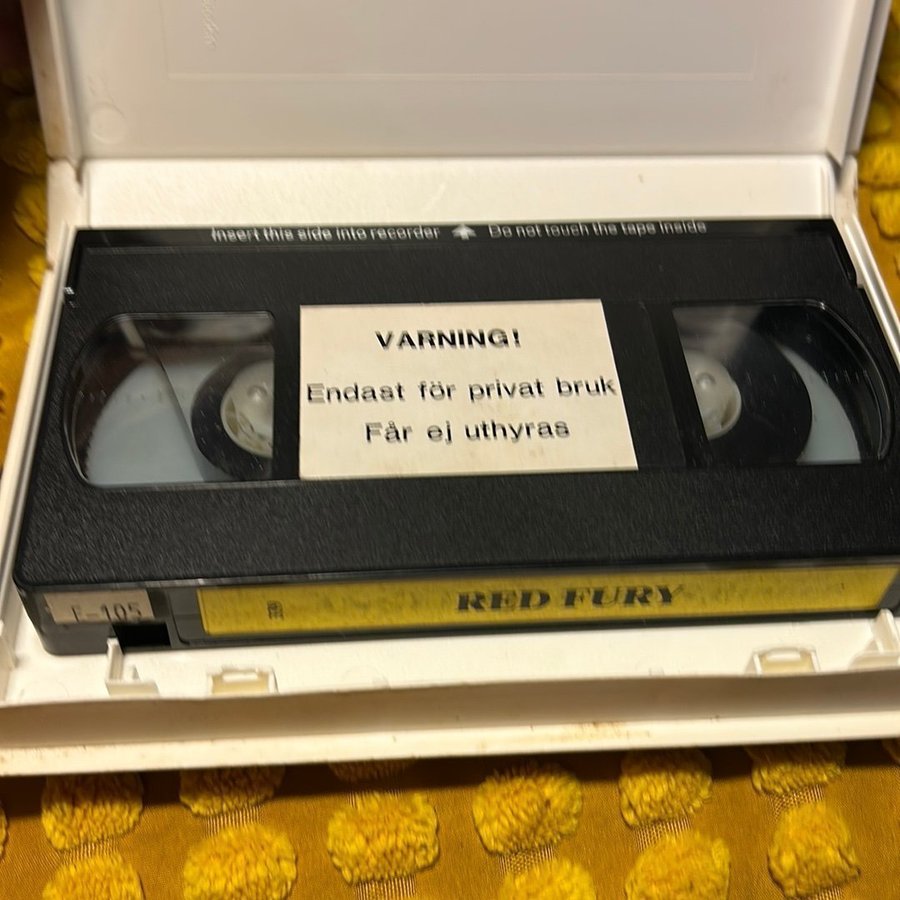 Insert this side into recorder Do not touch the tape inside
VARNING!
Endast för privat bruk
Får ej uthyras
E-105
RED FURY